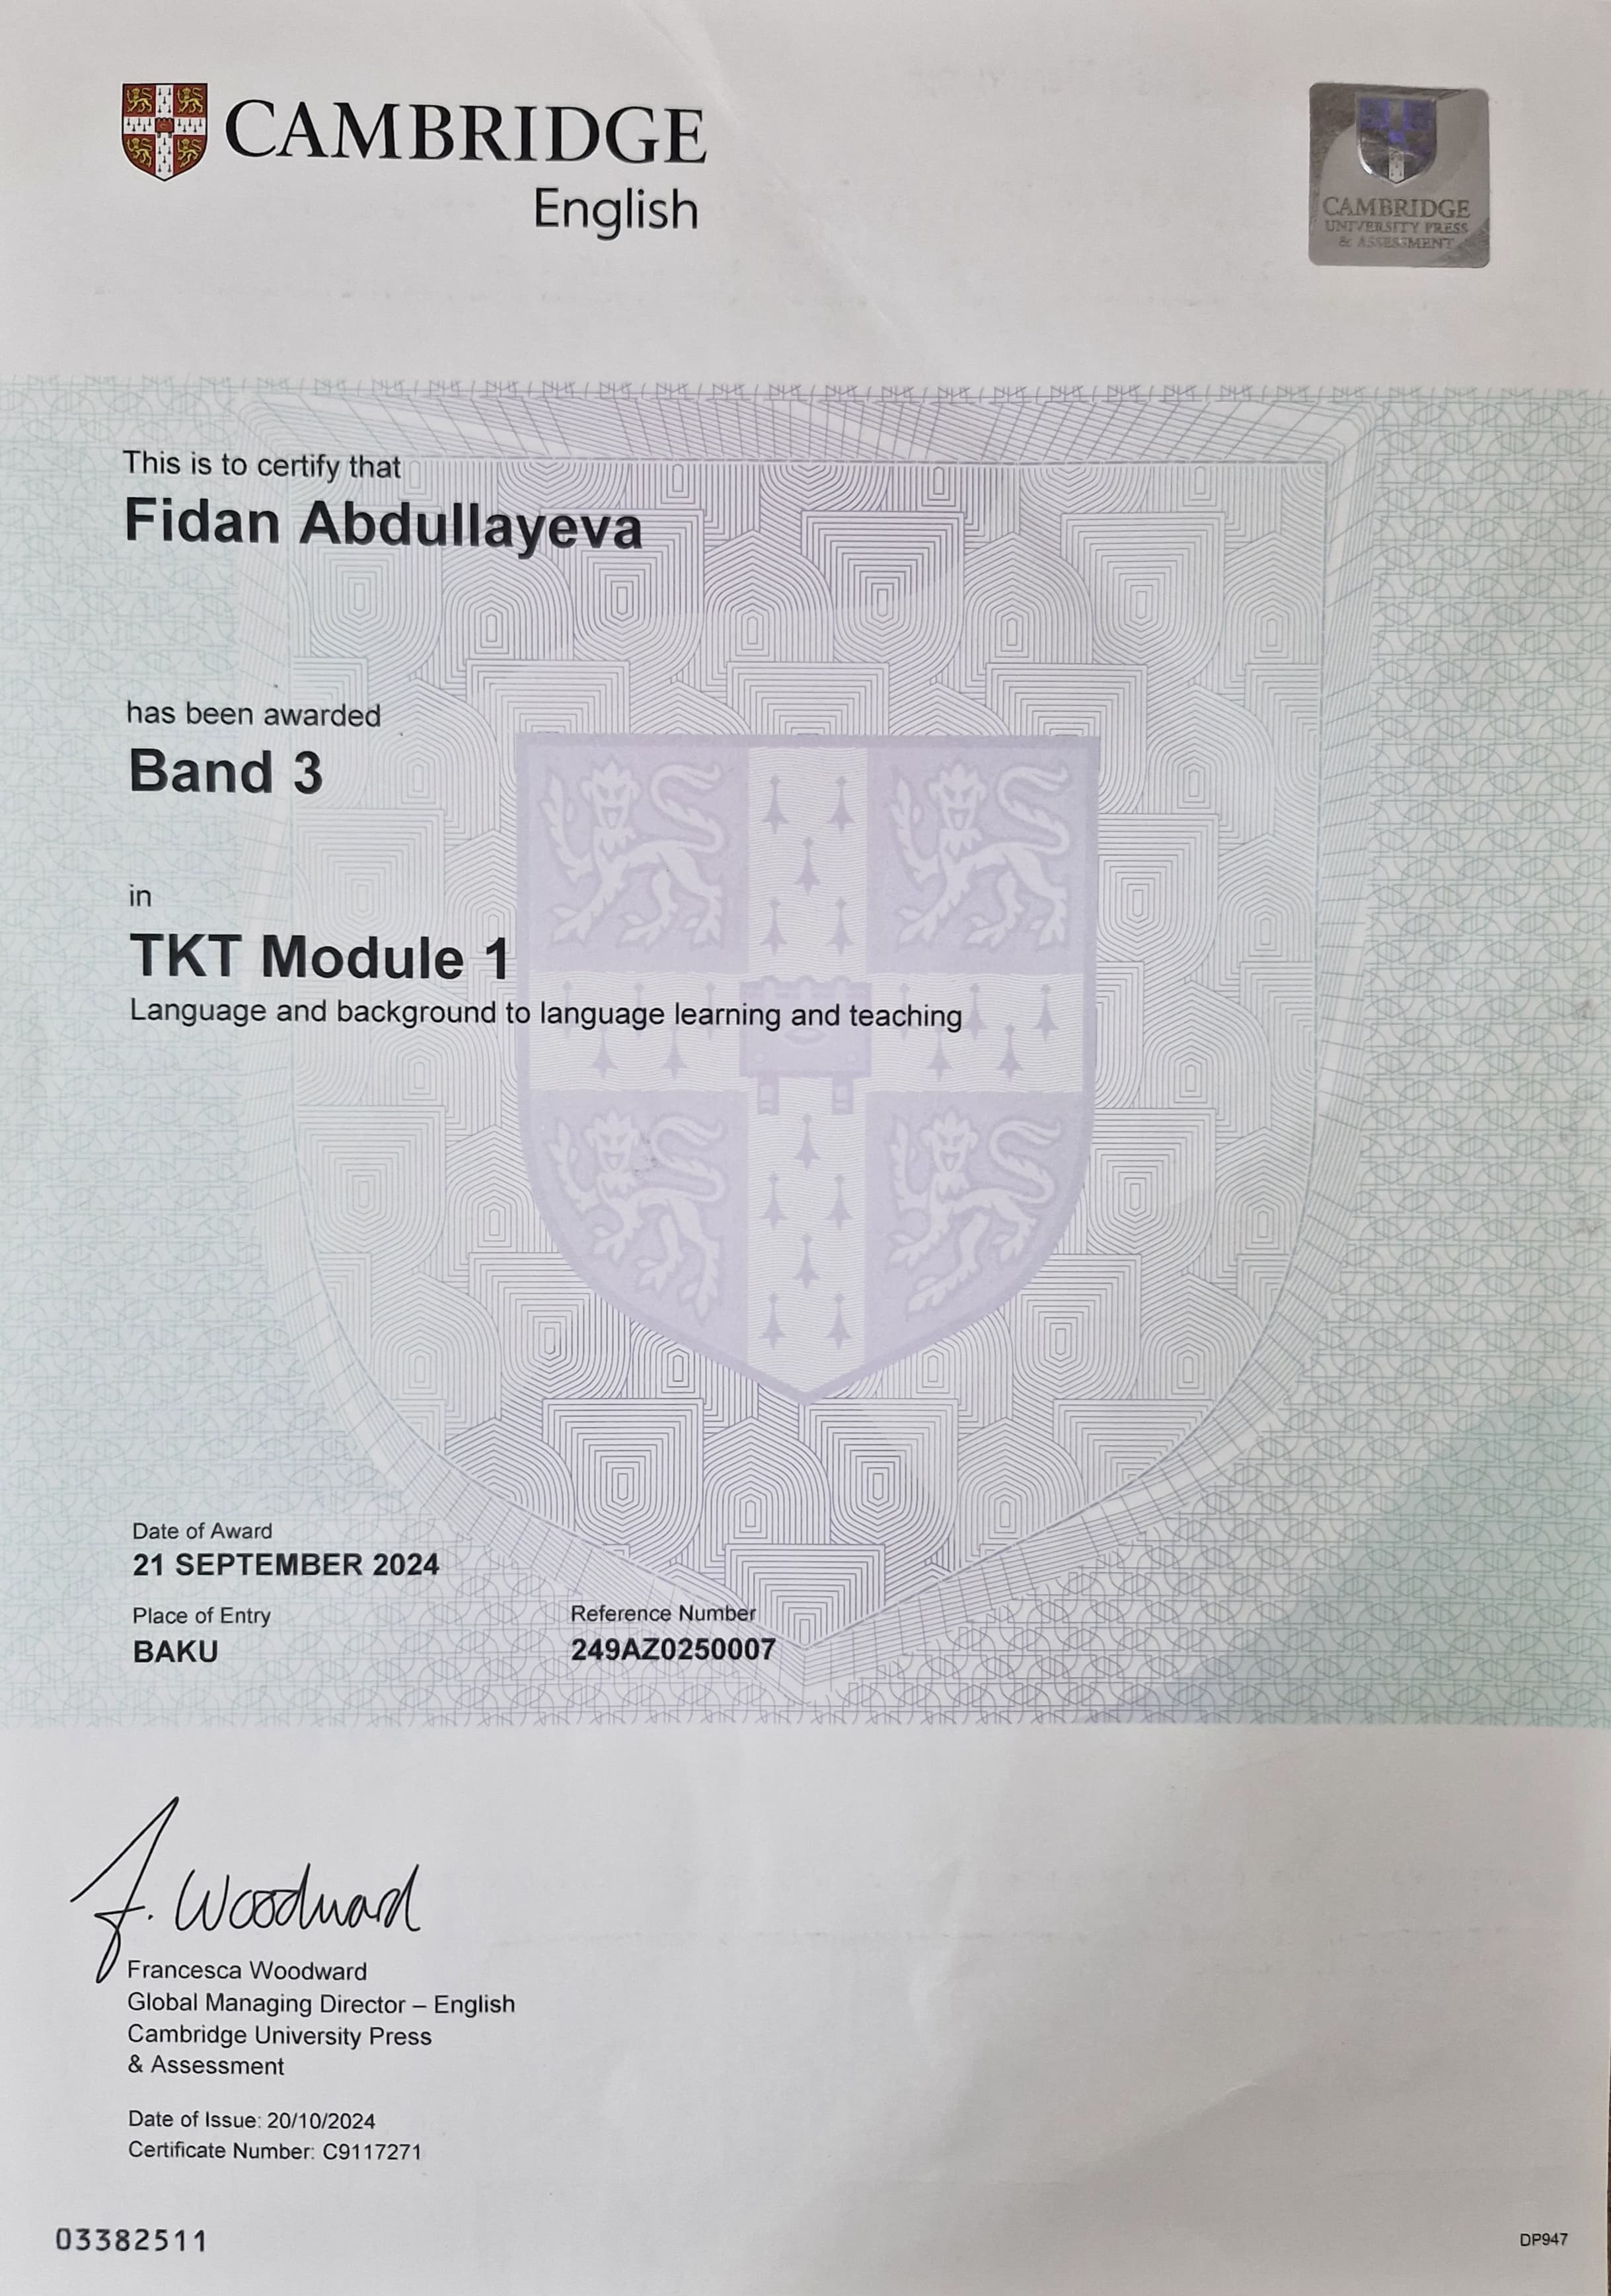 CAMBRIDGE
English
CAMBRIDGE
UNIVERSITY PRESS
& ASSESSMENT
This is to certify that
Fidan Abdullayeva
has been awarded
Band 3
in
TKT Module 1
Language and background to language learning and teaching
Date of Award
21 SEPTEMBER 2024
Place of Entry
BAKU
Reference Number
249AZ0250007
F. Woodward
Francesca Woodward
Global Managing Director – English
Cambridge University Press
& Assessment
Date of Issue: 20/10/2024
Certificate Number: C9117271
03382511
DP947